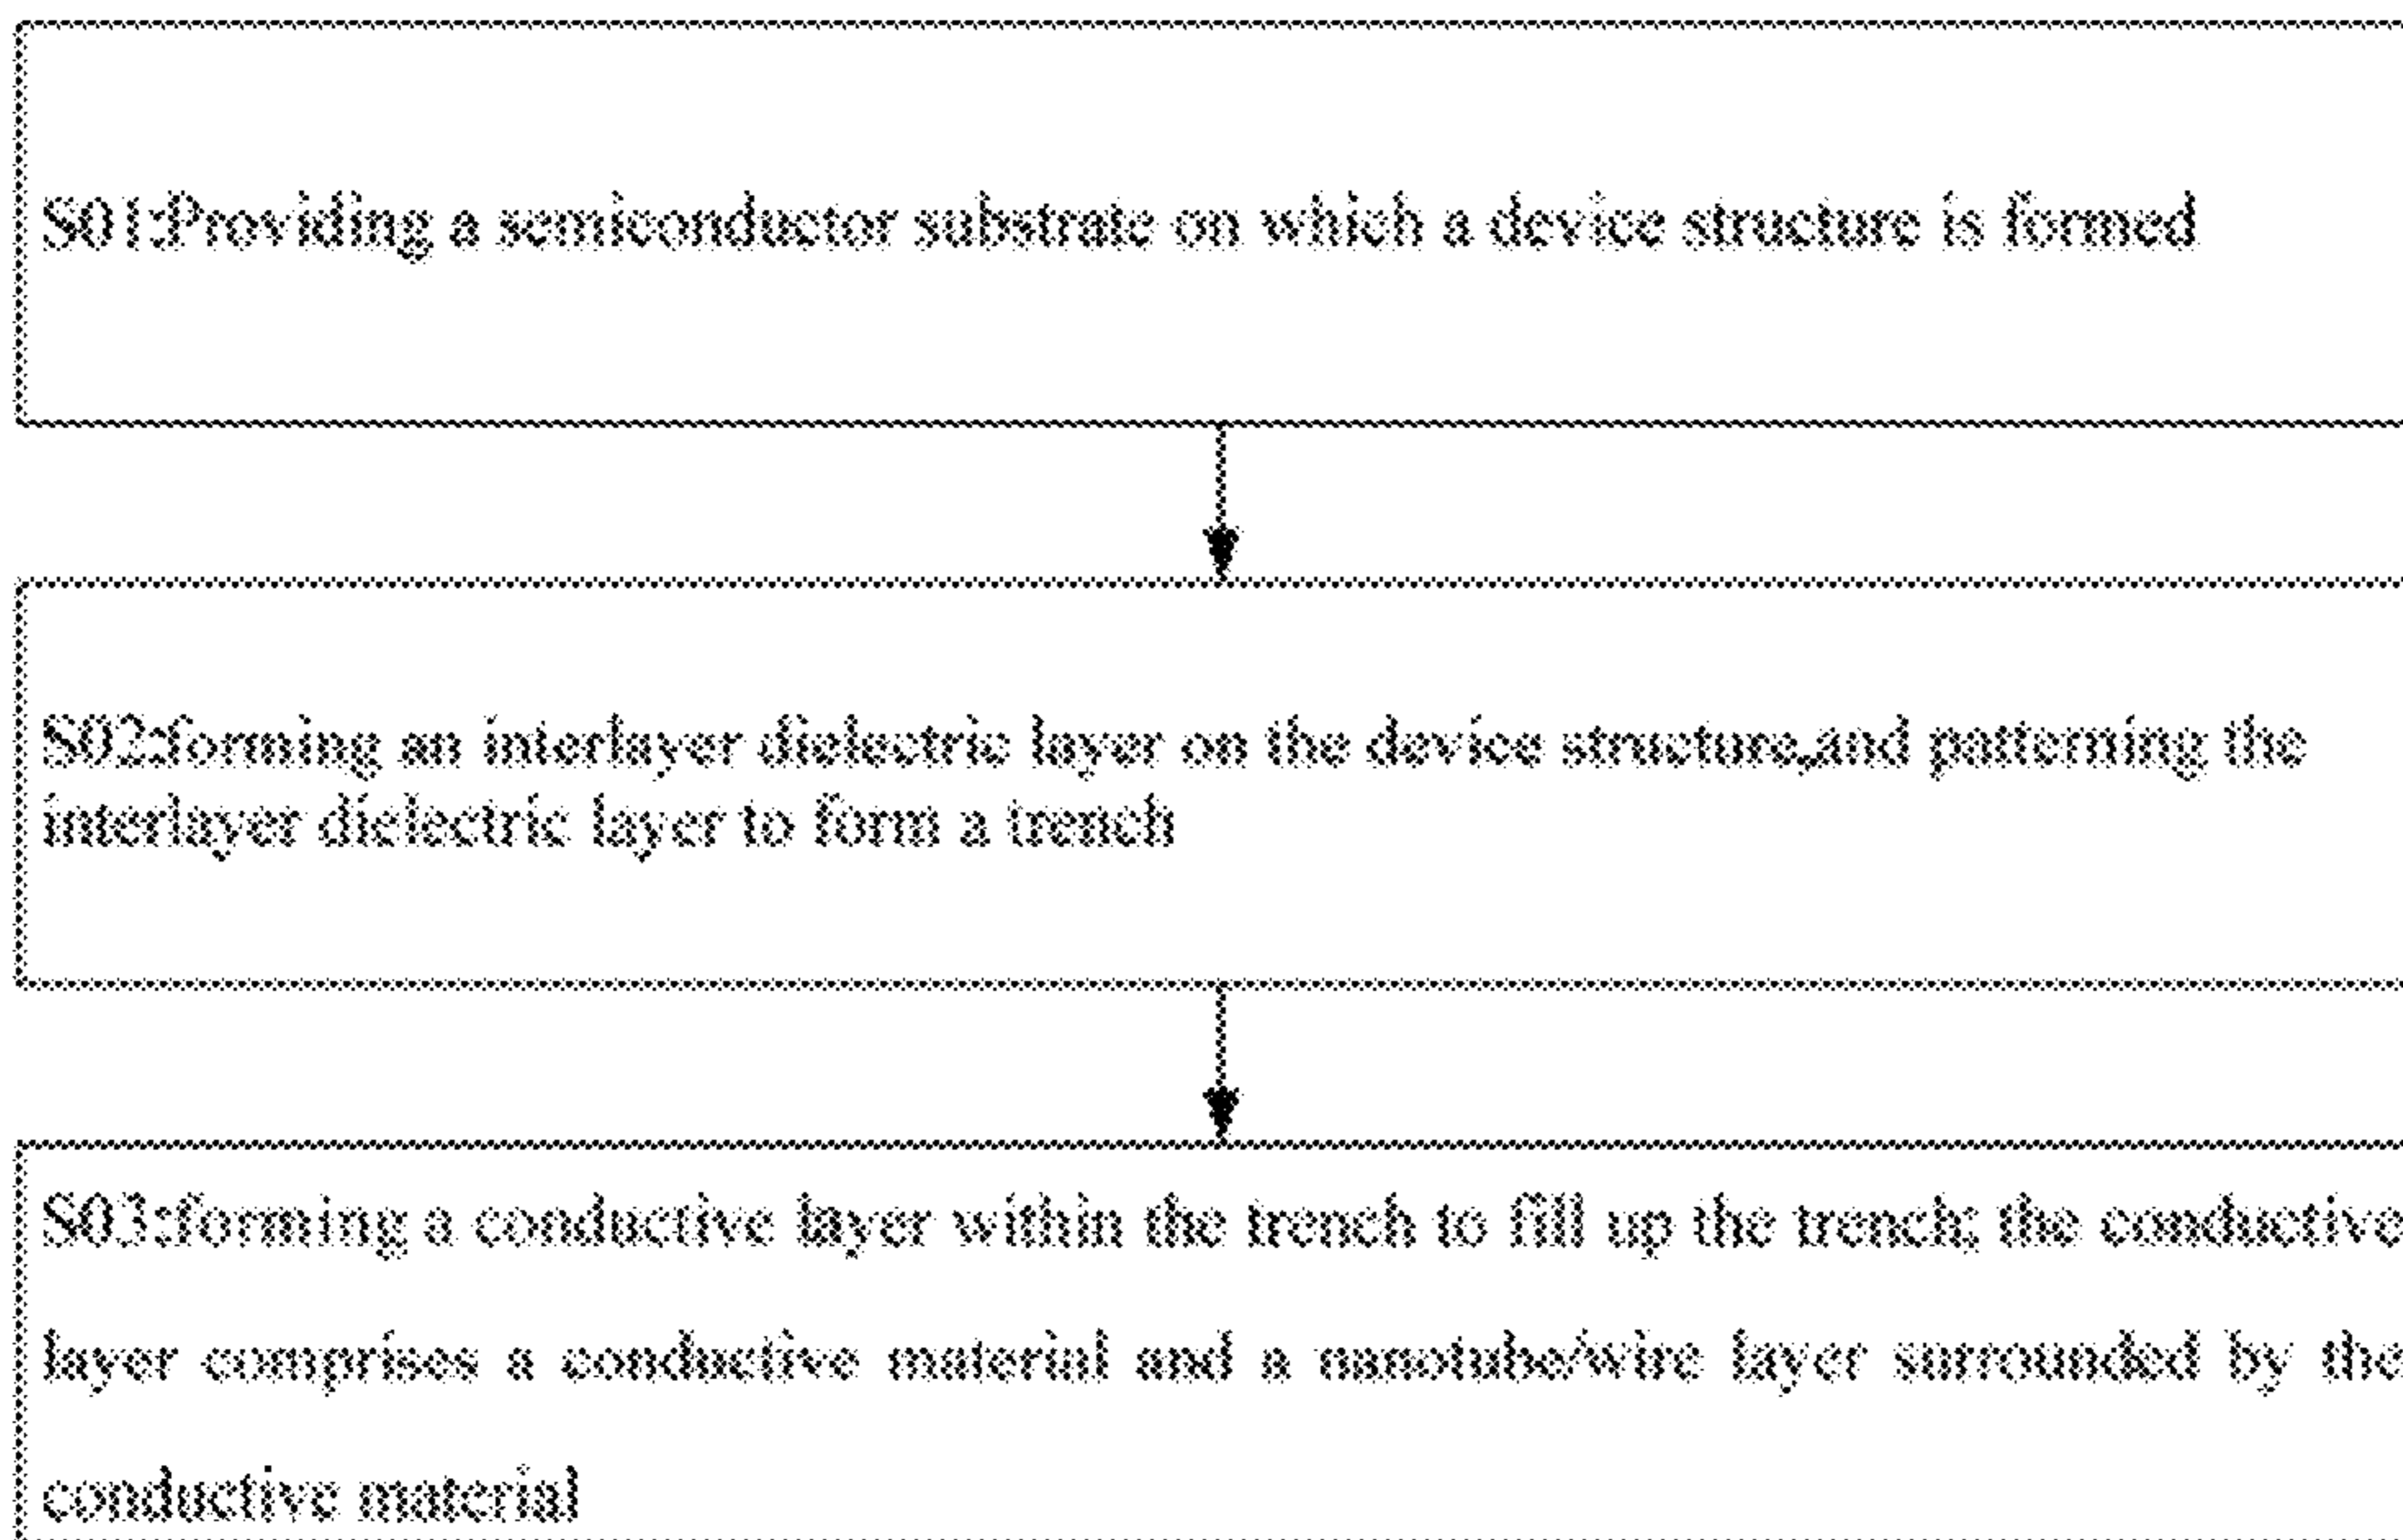 S01:Providing a semiconductor substrate on which a device structure is formed
S02:forming an interlayer dielectric layer on the device structure,and patterning the
interlayer dielectric layer to form a trench
S03:forming a conductive layer within the trench to fill up the trench; the conductive
layer comprises a conductive material and a nanotube/wire layer surrounded by the
conductive material